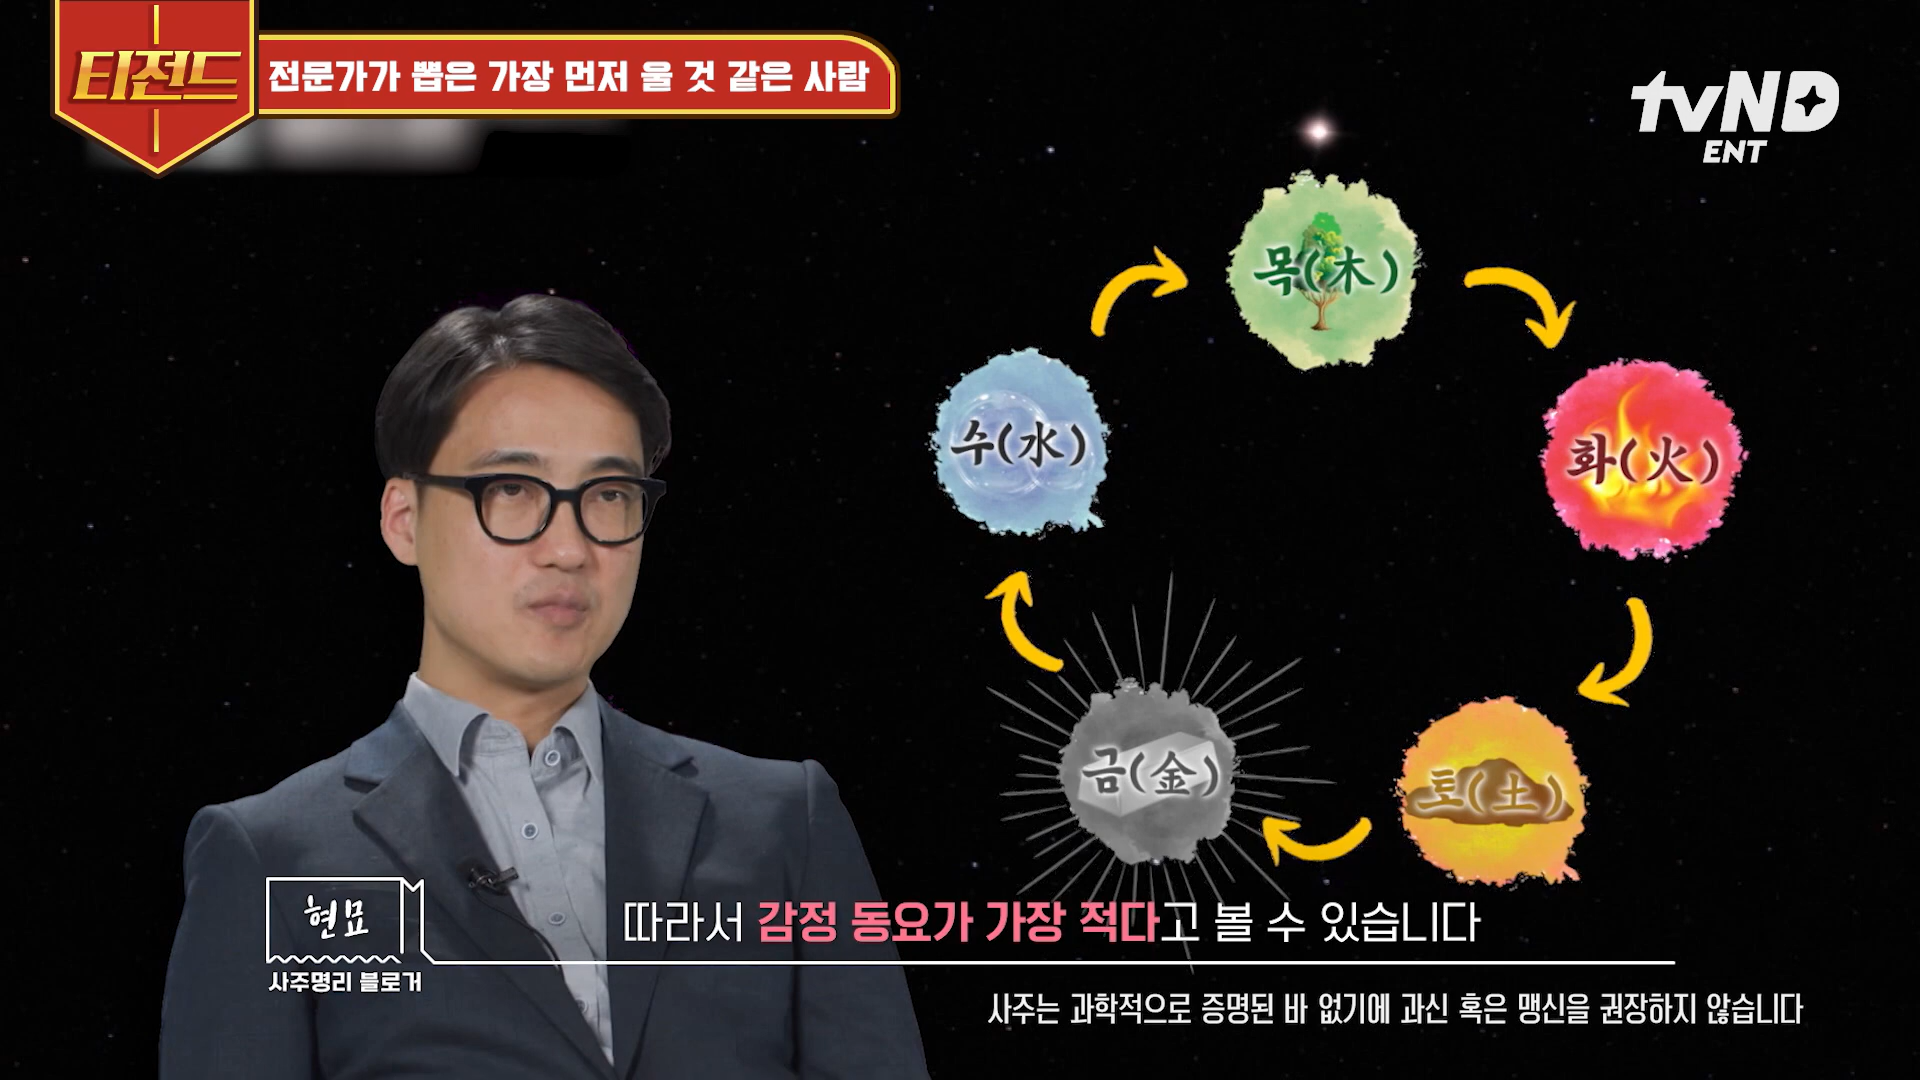 티전드
전문가가 뽑은 가장 먼저 울 것 같은 사람
tvND
ENT
목(木)
수(水)
화(火)
금(金)
토(土)
현묘
사주명리 블로거
따라서 감정 동요가 가장 적다고 볼 수 있습니다
사주는 과학적으로 증명된 바 없기에 과신 혹은 맹신을 권장하지 않습니다